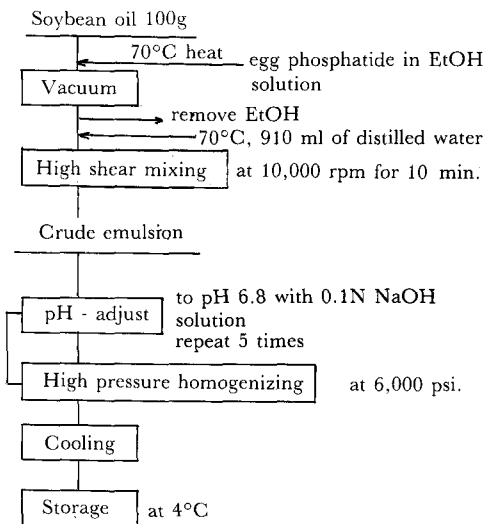 Soybean oil 100g
70°C heat
egg phosphatide in EtOH
solution
Vacuum
remove EtOH
70°C, 910 ml of distilled water
High shear mixing
at 10,000 rpm for 10 min.
Crude emulsion
to pH 6.8 with 0.1N NaOH
pH - adjust
solution
repeat 5 times
High pressure homogenizing
at 6,000 psi.
Cooling
Storage
at 4°C